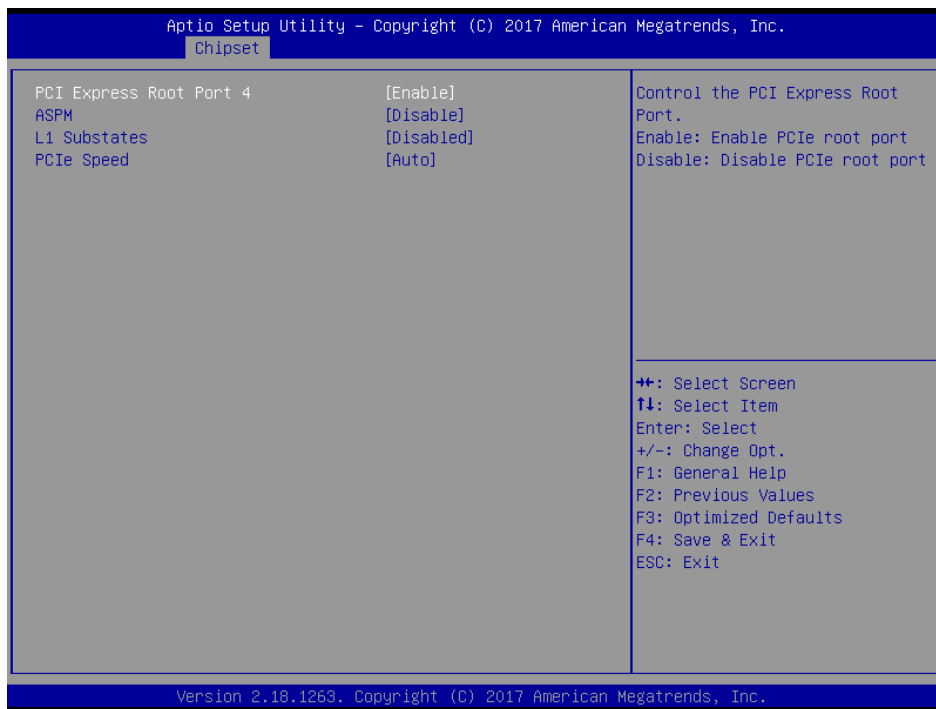 Aptio Setup Utility – Copyright (C) 2017 American Megatrends, Inc.
Chipset
PCI Express Root Port 4 [Enable]
ASPM [Disable]
L1 Substates [Disabled]
PCIe Speed [Auto]
Control the PCI Express Root
Port.
Enable: Enable PCIe root port
Disable: Disable PCIe root port
→←: Select Screen
↑↓: Select Item
Enter: Select
+/-: Change Opt.
F1: General Help
F2: Previous Values
F3: Optimized Defaults
F4: Save & Exit
ESC: Exit
Version 2.18.1263. Copyright (C) 2017 American Megatrends, Inc.